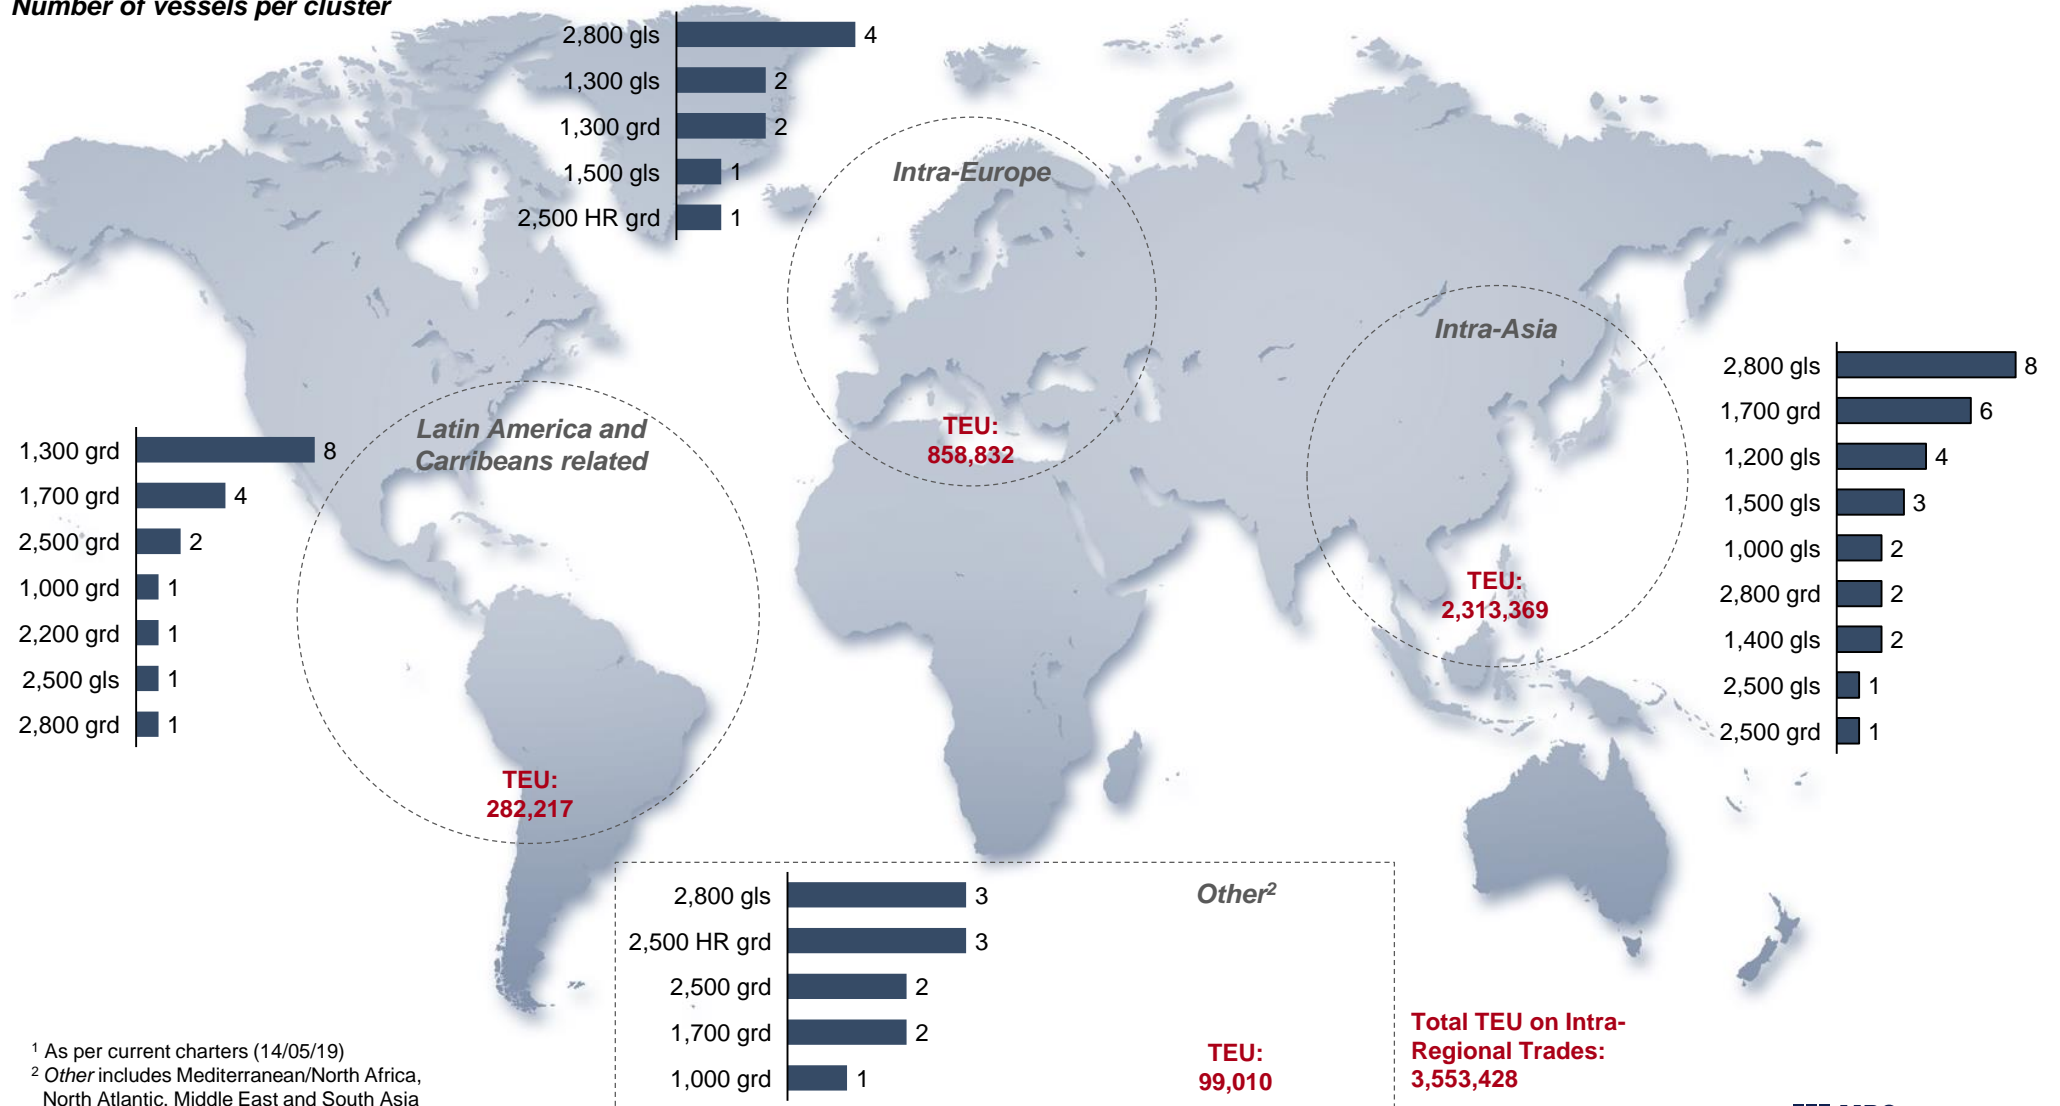 Number of vessels per cluster
2,800 gls 4
1,300 gls 2
1,300 grd 2
1,500 gls 1
2,500 HR grd 1
Intra-Europe
TEU:
858,832
Intra-Asia
TEU:
2,313,369
2,800 gls 8
1,700 grd 6
1,200 gls 4
1,500 gls 3
1,000 gls 2
2,800 grd 2
1,400 gls 2
2,500 gls 1
2,500 grd 1
Latin America and
Carribeans related
TEU:
282,217
1,300 grd 8
1,700 grd 4
2,500 grd 2
1,000 grd 1
2,200 grd 1
2,500 gls 1
2,800 grd 1
Other²
2,800 gls 3
2,500 HR grd 3
2,500 grd 2
1,700 grd 2
1,000 grd 1
TEU:
99,010
Total TEU on Intra-
Regional Trades:
3,553,428
¹ As per current charters (14/05/19)
² Other includes Mediterranean/North Africa,
North Atlantic, Middle East and South Asia